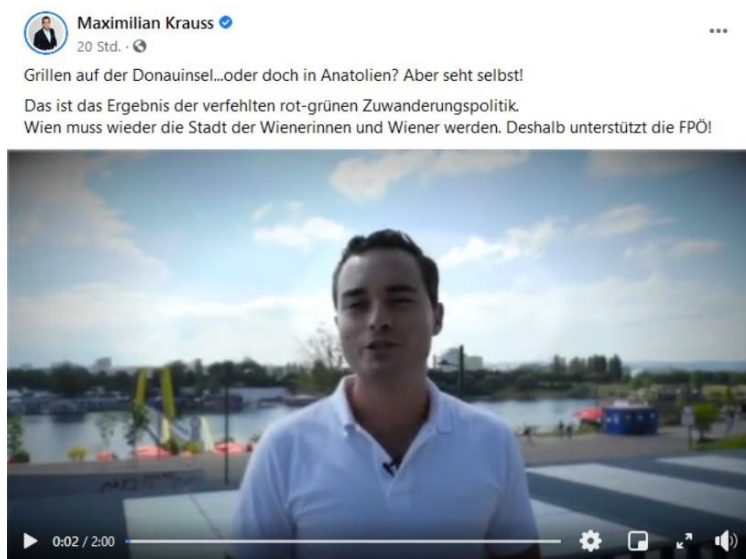 Maximilian Krauss
20 Std. ·
Grillen auf der Donauinsel...oder doch in Anatolien? Aber seht selbst!
Das ist das Ergebnis der verfehlten rot-grünen Zuwanderungspolitik.
Wien muss wieder die Stadt der Wienerinnen und Wiener werden. Deshalb unterstützt die FPÖ!
0:02 / 2:00